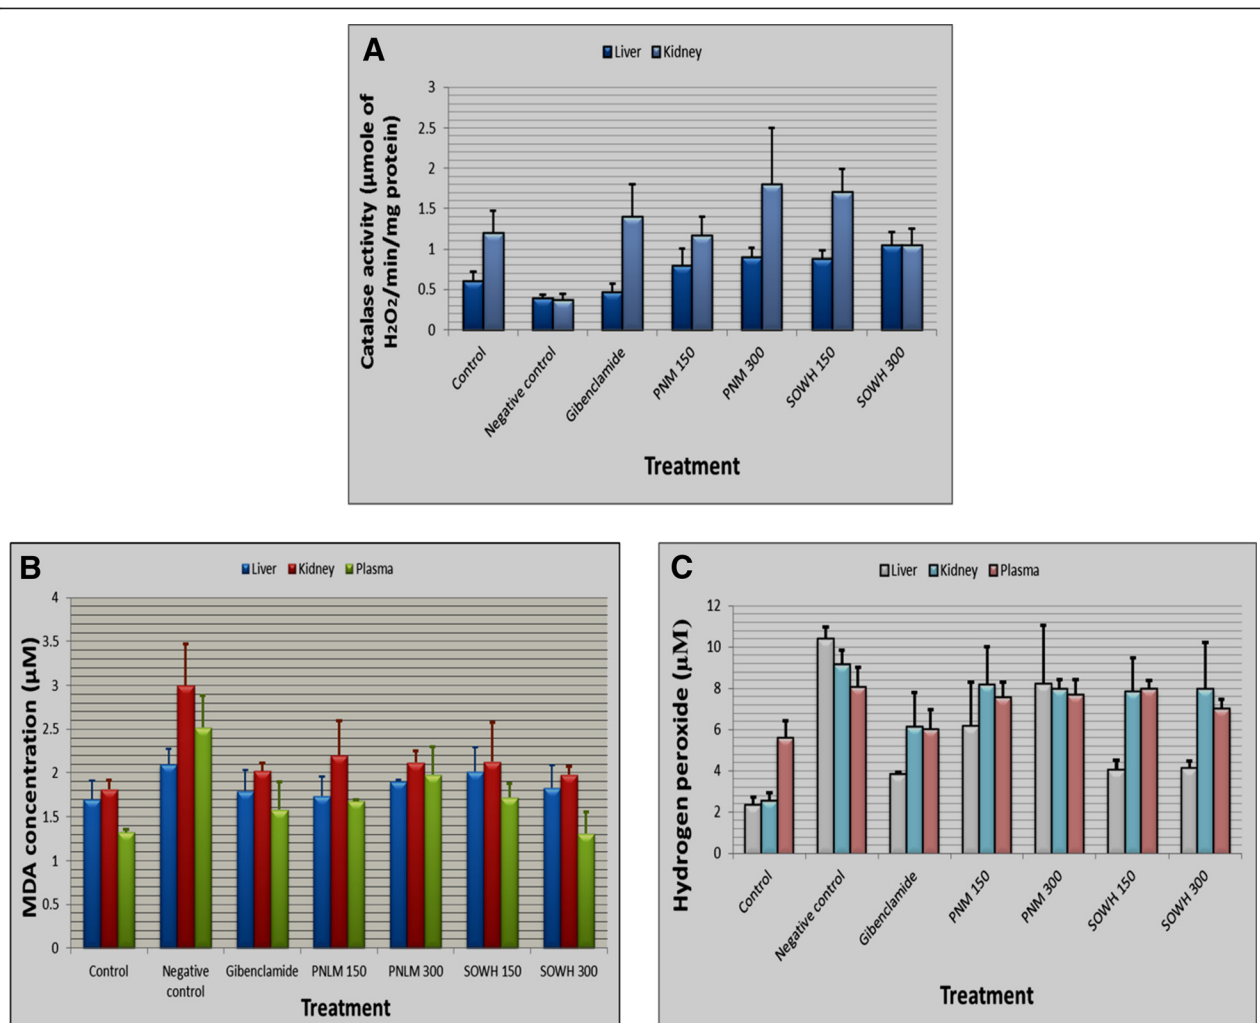 A
Liver Kidney
Catalase activity (μmole of
H2O2/min/mg protein)
3
2.5
2
1.5
1
0.5
0
Control
Negative control
Gibenclamide
PNM 150
PNM 300
SOWH 150
SOWH 300
Treatment
B
Liver Kidney Plasma
MDA concentration (μM)
4
3.5
3
2.5
2
1.5
1
0.5
0
Control Negative Gibenclamide PNLM 150 PNLM 300 SOWH 150 SOWH 300
control
Treatment
C
Liver Kidney Plasma
Hydrogen peroxide (μM)
12
10
8
6
4
2
0
Control
Negative control
Gibenclamide
PNM 150
PNM 300
SOWH 150
SOWH 300
Treatment